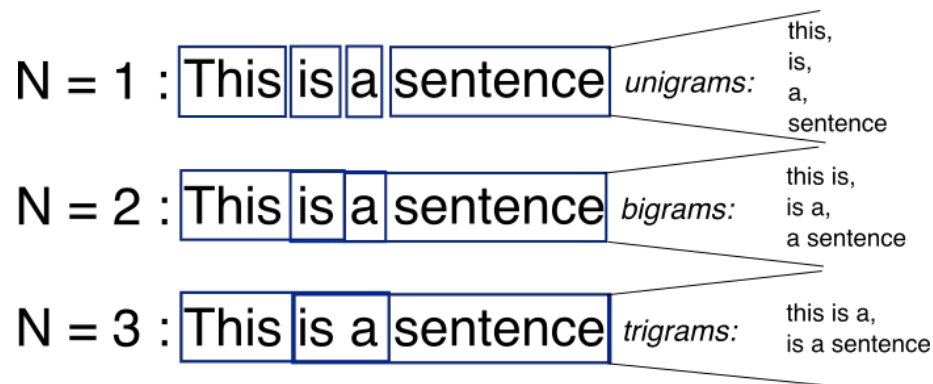 N = 1 : This is a sentence unigrams:
this,
is,
a,
sentence
N = 2 : This is a sentence bigrams:
this is,
is a,
a sentence
N = 3 : This is a sentence trigrams:
this is a,
is a sentence